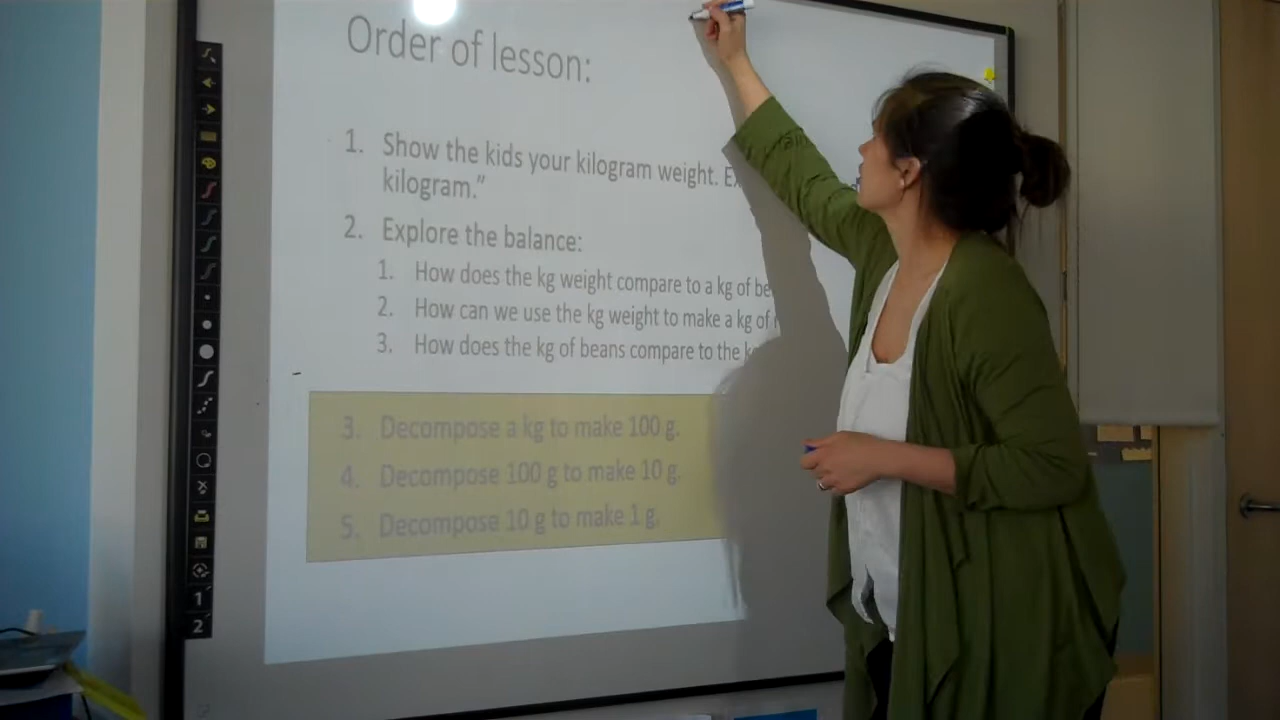 Order of lesson:
1. Show the kids your kilogram weight.
kilogram.”
2. Explore the balance:
1. How does the kg weight compare to a kg of
2. How can we use the kg weight to make a kg of
3. How does the kg of beans compare to the
3. Decompose a kg to make 100 g.
4. Decompose 100 g to make 10 g.
5. Decompose 10 g to make 1 g.
1
2